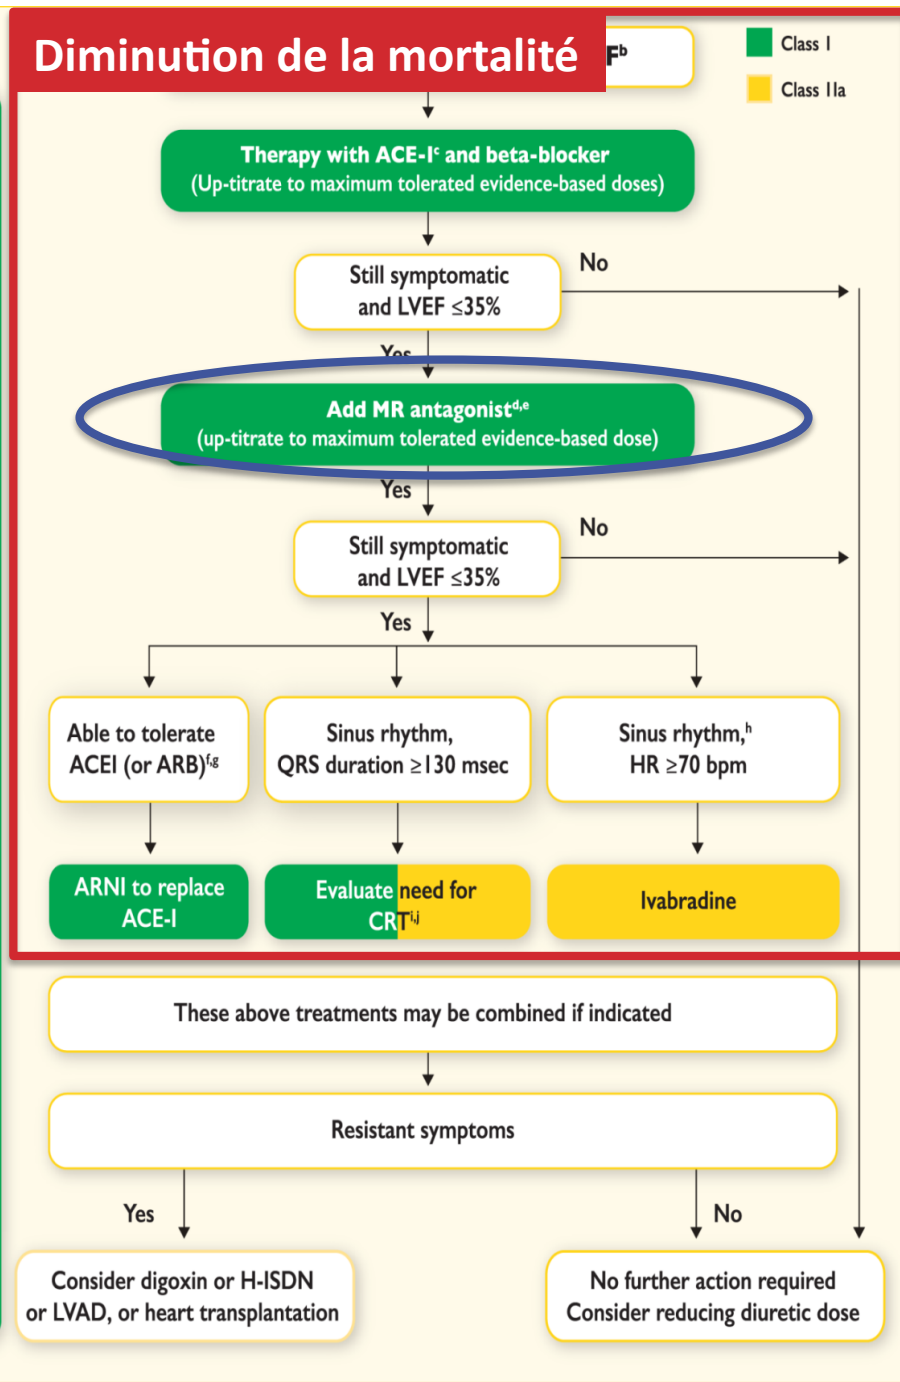 Diminution de la mortalité
Fᵇ
Class I
Class IIa
Therapy with ACE-Iᶜ and beta-blocker
(Up-titrate to maximum tolerated evidence-based doses)
Still symptomatic
and LVEF ≤35%
No
Yes
Add MR antagonistᵈ,ᵉ
(up-titrate to maximum tolerated evidence-based dose)
Yes
Still symptomatic
and LVEF ≤35%
No
Yes
Able to tolerate
ACEI (or ARB)ᶠ,ᵍ
Sinus rhythm,
QRS duration ≥130 msec
Sinus rhythm,ʰ
HR ≥70 bpm
ARNI to replace
ACE-I
Evaluate need for
CRTⁱ,ʲ
Ivabradine
These above treatments may be combined if indicated
Resistant symptoms
Yes
No
Consider digoxin or H-ISDN
or LVAD, or heart transplantation
No further action required
Consider reducing diuretic dose